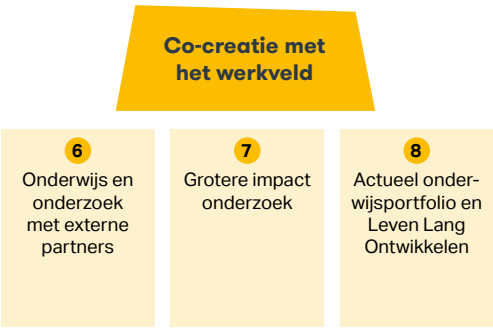 Co-creatie met
het werkveld
6
Onderwijs en
onderzoek
met externe
partners
7
Grotere impact
onderzoek
8
Actueel onder-
wijsportfolio en
Leven Lang
Ontwikkelen